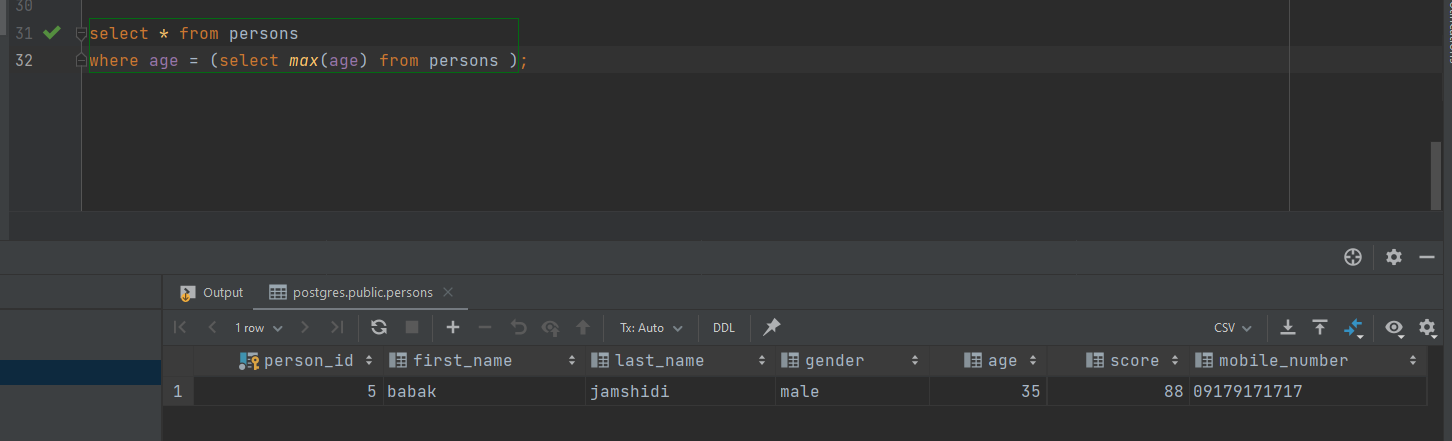 30
31 select * from persons
32 where age = (select max(age) from persons );
Output postgres.public.persons
1 row Tx: Auto DDL CSV
person_id first_name last_name gender age score mobile_number
1 5 babak jamshidi male 35 88 09179171717